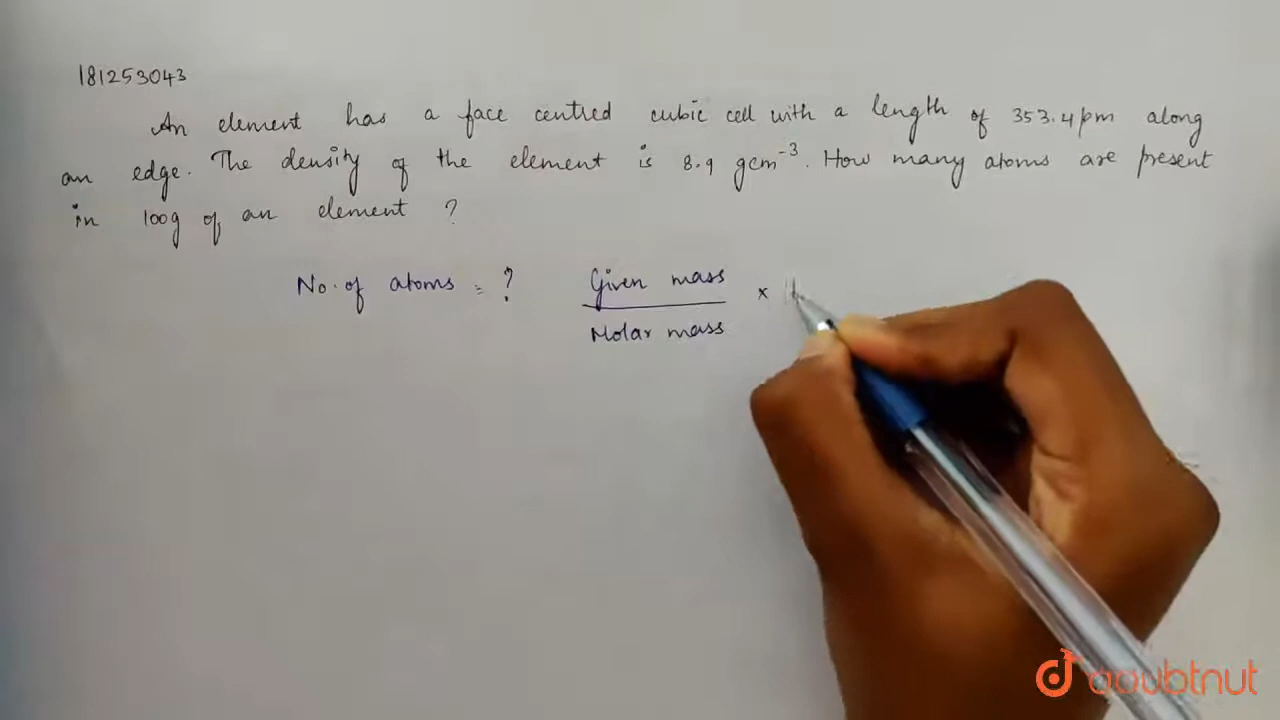 181253043
An element has a face centred cubic cell with a length of 353.4pm along
an edge. The density of the element is 8.9 gcm⁻³. How many atoms are present
in 100g of an element ?
No. of atoms = ? Given mass ×
Molar mass
doubtnut